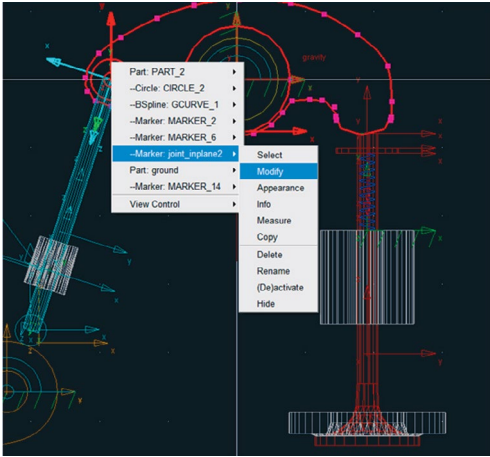 gravity
Part: PART_2
--Circle: CIRCLE_2
--BSpline: GCURVE_1
--Marker: MARKER_2
--Marker: MARKER_6
--Marker: joint_inplane2
Part: ground
--Marker: MARKER_14
View Control
Select
Modify
Appearance
Info
Measure
Copy
Delete
Rename
(De)activate
Hide